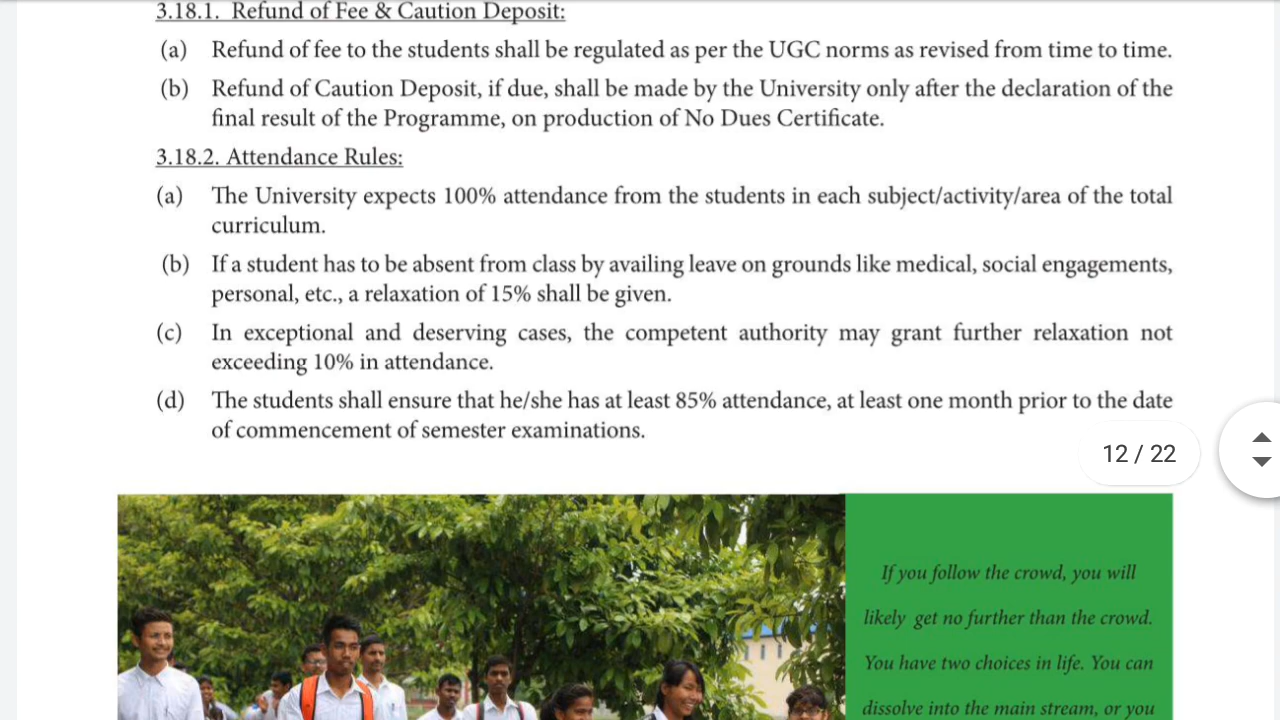 3.18.1. Refund of Fee & Caution Deposit:
(a) Refund of fee to the students shall be regulated as per the UGC norms as revised from time to time.
(b) Refund of Caution Deposit, if due, shall be made by the University only after the declaration of the
final result of the Programme, on production of No Dues Certificate.
3.18.2. Attendance Rules:
(a) The University expects 100% attendance from the students in each subject/activity/area of the total
curriculum.
(b) If a student has to be absent from class by availing leave on grounds like medical, social engagements,
personal, etc., a relaxation of 15% shall be given.
(c) In exceptional and deserving cases, the competent authority may grant further relaxation not
exceeding 10% in attendance.
(d) The students shall ensure that he/she has at least 85% attendance, at least one month prior to the date
of commencement of semester examinations.
12 / 22
If you follow the crowd, you will
likely get no further than the crowd.
You have two choices in life. You can
dissolve into the main stream, or you